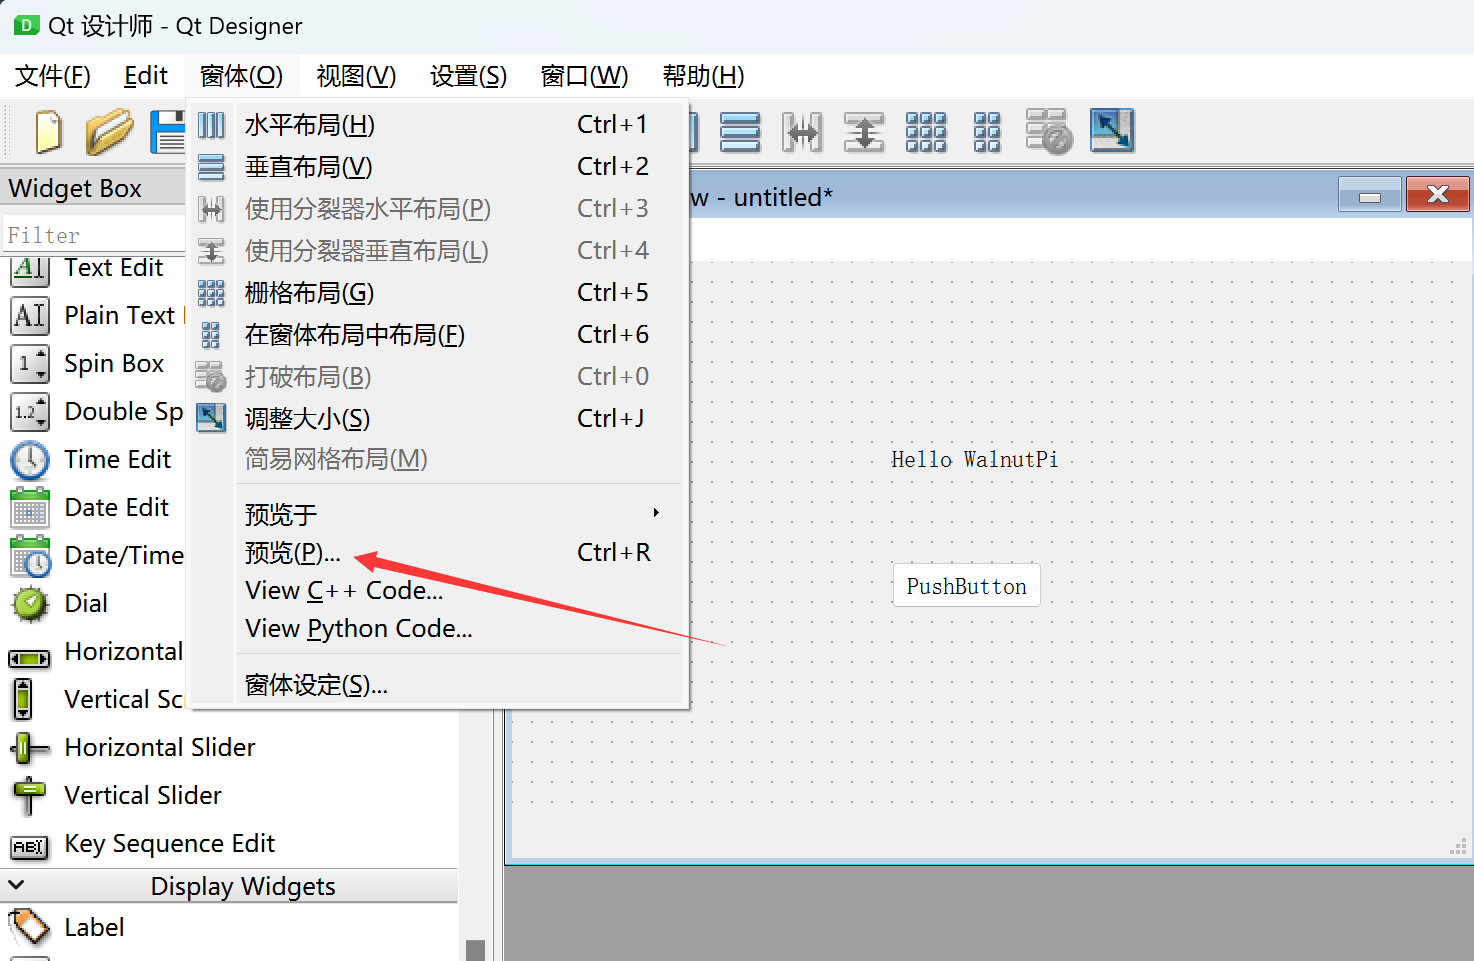 Qt 设计师 - Qt Designer
文件(F) Edit 窗体(O) 视图(V) 设置(S) 窗口(W) 帮助(H)
Widget Box
Filter
Text Edit
Plain Text
Spin Box
Double Sp
Time Edit
Date Edit
Date/Time
Dial
Horizontal
Vertical Sc
Horizontal Slider
Vertical Slider
Key Sequence Edit
Display Widgets
Label
水平布局(H) Ctrl+1
垂直布局(V) Ctrl+2
使用分裂器水平布局(P) Ctrl+3
使用分裂器垂直布局(L) Ctrl+4
栅格布局(G) Ctrl+5
在窗体布局中布局(F) Ctrl+6
打破布局(B) Ctrl+0
调整大小(S) Ctrl+J
简易网格布局(M)
预览于
预览(P)... Ctrl+R
View C++ Code...
View Python Code...
窗体设定(S)...
w - untitled*
Hello WalnutPi
PushButton